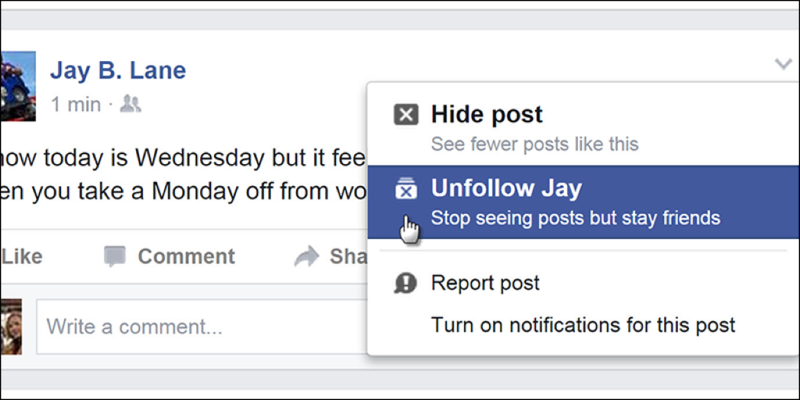 Jay B. Lane
1 min ·
now today is Wednesday but it fee
en you take a Monday off from wo
Like Comment Sha
Write a comment...
Hide post
See fewer posts like this
Unfollow Jay
Stop seeing posts but stay friends
Report post
Turn on notifications for this post